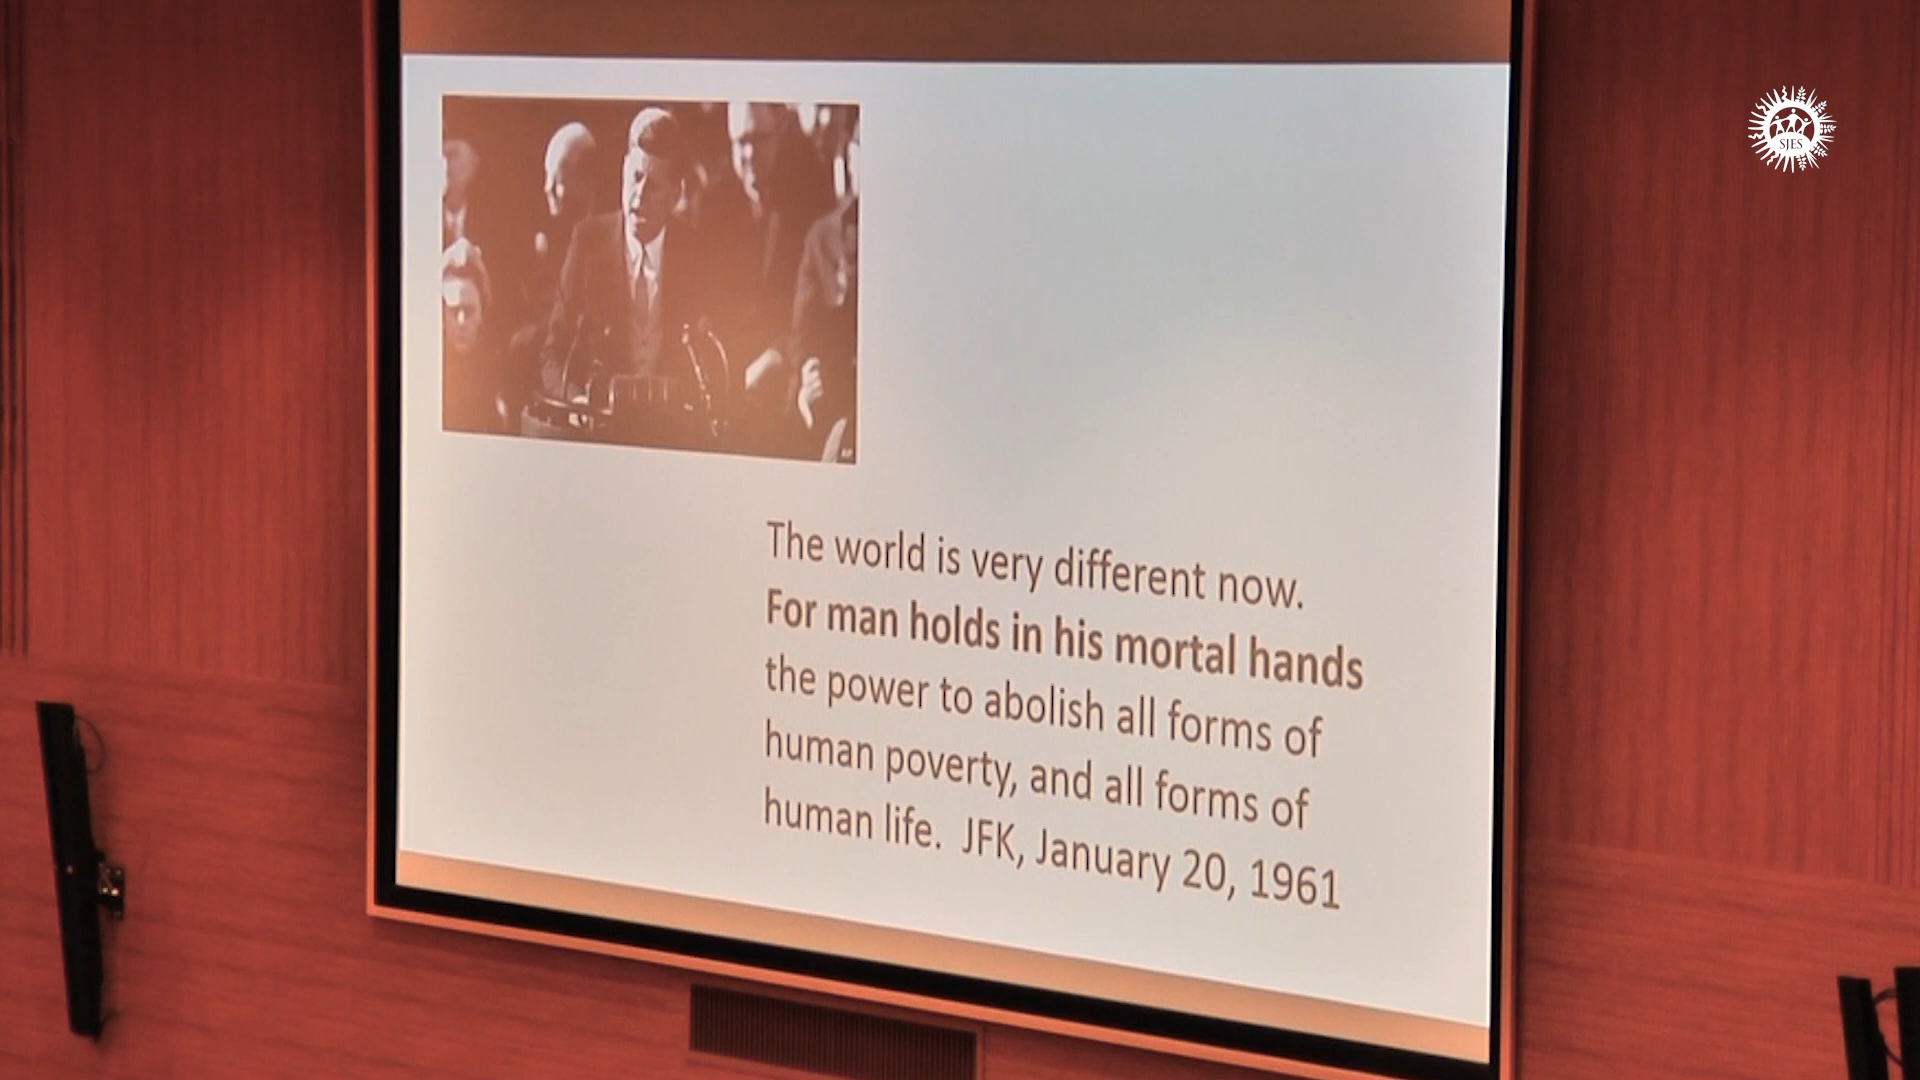 SJES
AP
The world is very different now.
For man holds in his mortal hands
the power to abolish all forms of
human poverty, and all forms of
human life. JFK, January 20, 1961